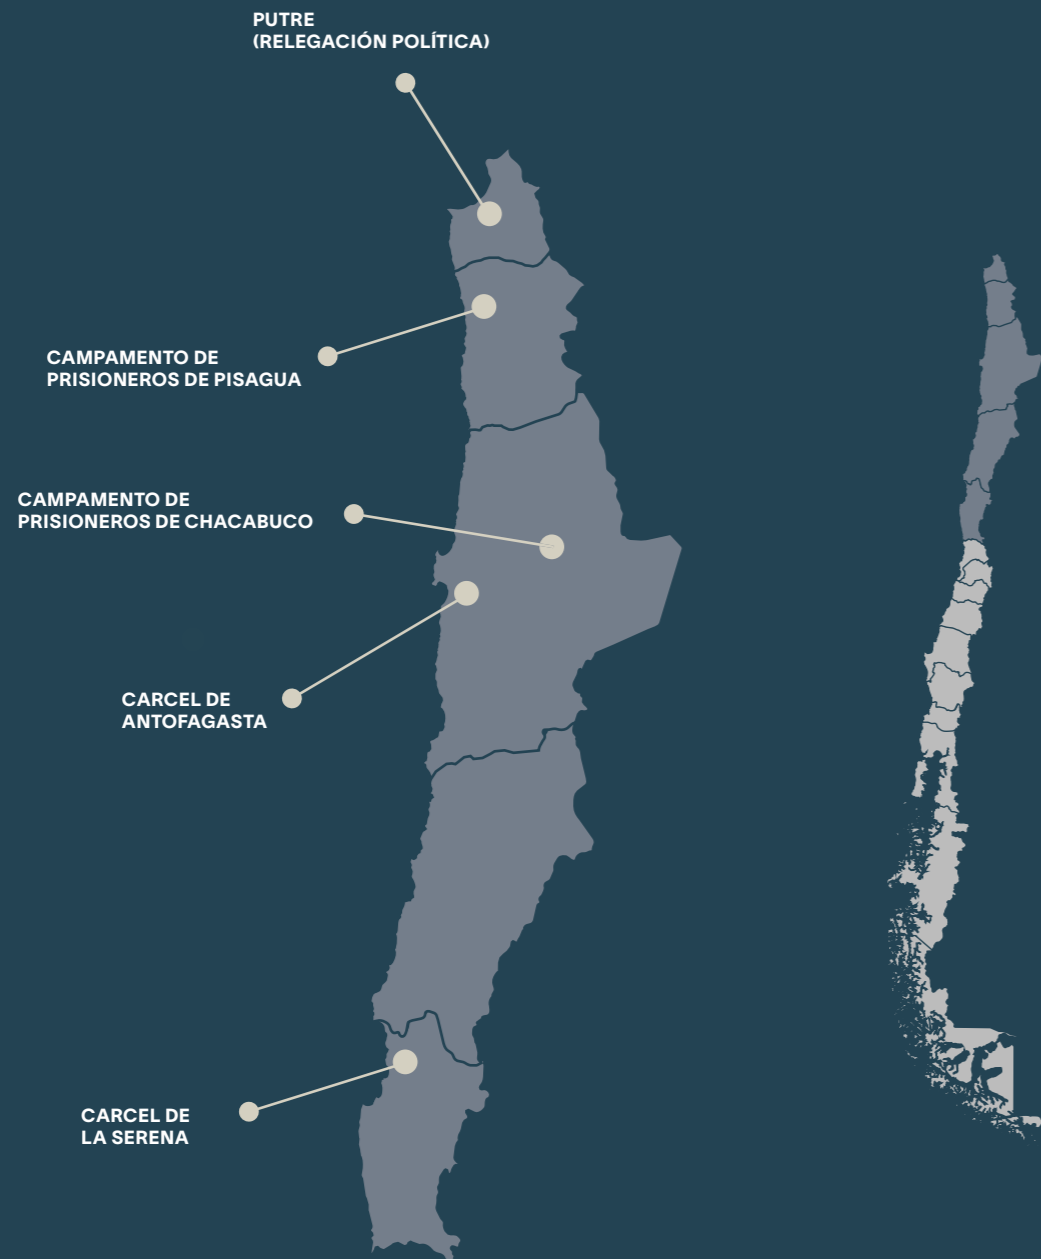 PUTRE
(RELEGACIÓN POLÍTICA)
CAMPAMENTO DE
PRISIONEROS DE PISAGUA
CAMPAMENTO DE
PRISIONEROS DE CHACABUCO
CARCEL DE
ANTOFAGASTA
CARCEL DE
LA SERENA